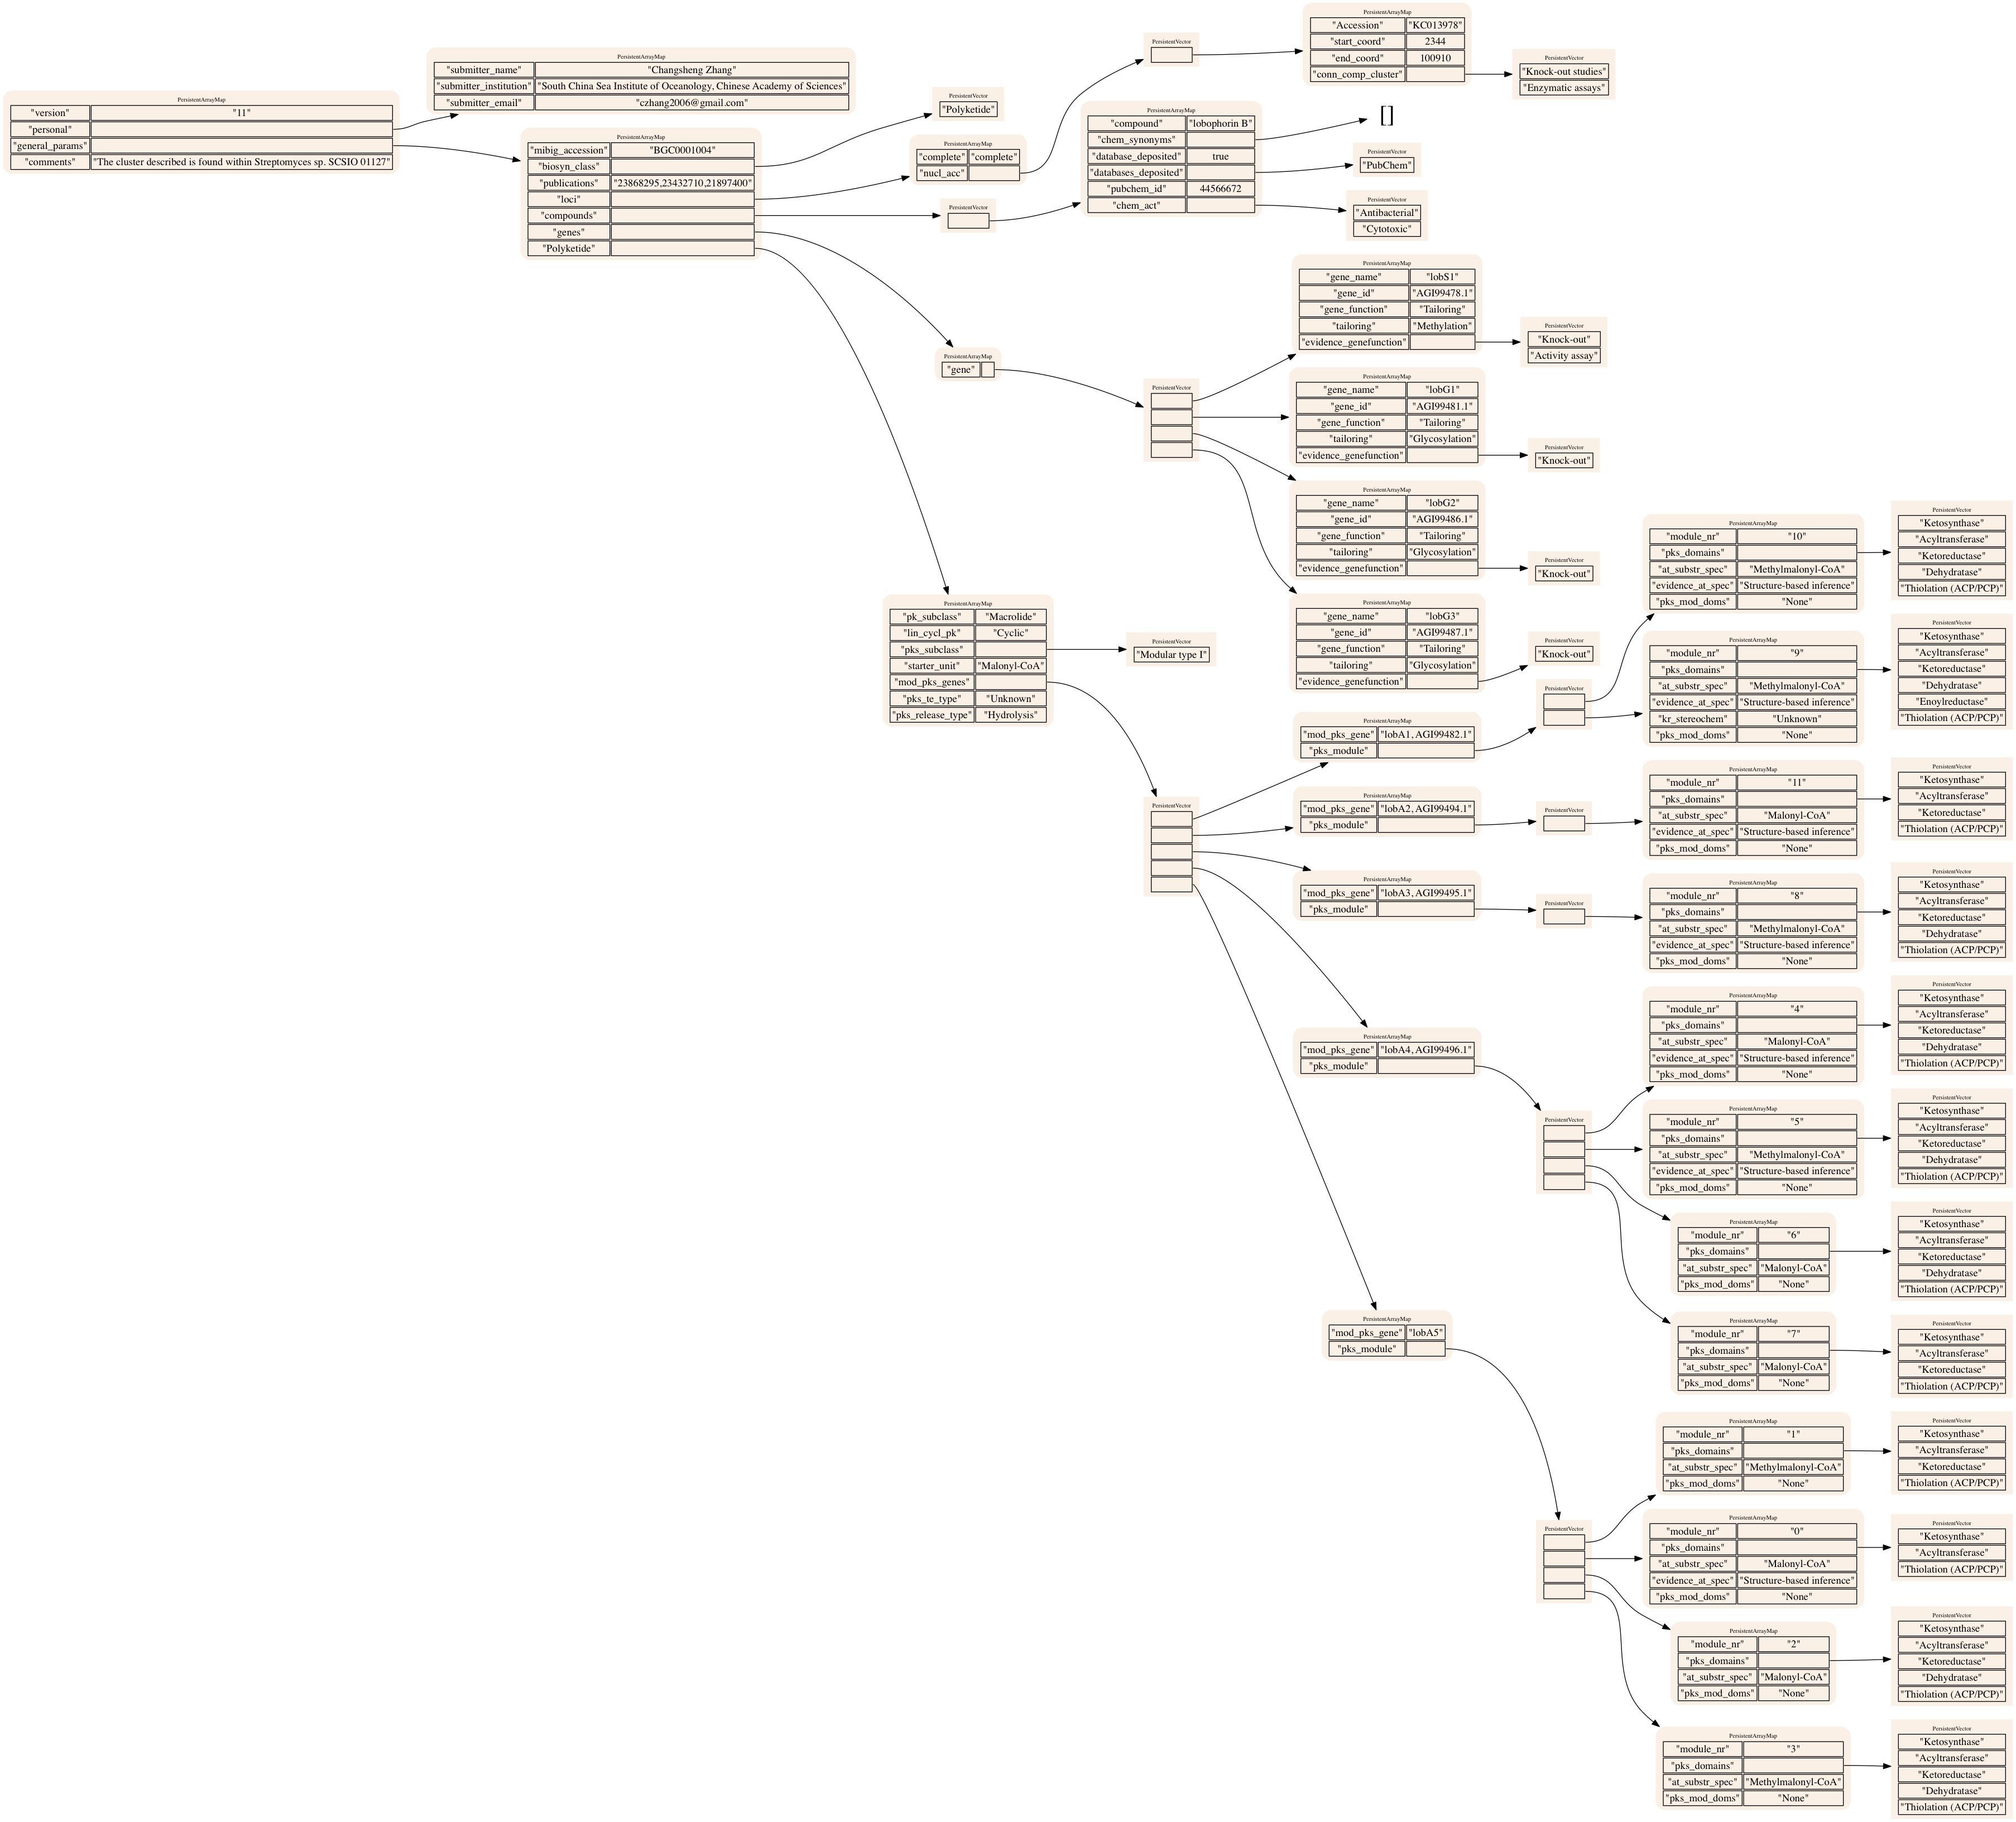 PersistentArrayMap
"version" "11"
"personal"
"general_params"
"comments" "The cluster described is found within Streptomyces sp. SCSIO 01127"
PersistentArrayMap
"submitter_name" "Changsheng Zhang"
"submitter_institution" "South China Sea Institute of Oceanology, Chinese Academy of Sciences"
"submitter_email" "czhang2006@gmail.com"
PersistentArrayMap
"mibig_accession" "BGC0001004"
"biosyn_class"
"publications" "23868295,23432710,21897400"
"loci"
"compounds"
"genes"
"Polyketide"
PersistentVector
"Polyketide"
PersistentArrayMap
"complete" "complete"
"nucl_acc"
PersistentVector
PersistentVector
PersistentArrayMap
"Accession" "KC013978"
"start_coord" 2344
"end_coord" 100910
"conn_comp_cluster"
PersistentVector
"Knock-out studies"
"Enzymatic assays"
PersistentArrayMap
"compound" "lobophorin B"
"chem_synonyms"
"database_deposited" true
"databases_deposited"
"pubchem_id" 44566672
"chem_act"
[]
PersistentVector
"PubChem"
PersistentVector
"Antibacterial"
"Cytotoxic"
PersistentArrayMap
"gene"
PersistentVector
PersistentArrayMap
"gene_name" "lobS1"
"gene_id" "AGI99478.1"
"gene_function" "Tailoring"
"tailoring" "Methylation"
"evidence_genefunction"
PersistentVector
"Knock-out"
"Activity assay"
PersistentArrayMap
"gene_name" "lobG1"
"gene_id" "AGI99481.1"
"gene_function" "Tailoring"
"tailoring" "Glycosylation"
"evidence_genefunction"
PersistentVector
"Knock-out"
PersistentArrayMap
"gene_name" "lobG2"
"gene_id" "AGI99486.1"
"gene_function" "Tailoring"
"tailoring" "Glycosylation"
"evidence_genefunction"
PersistentVector
"Knock-out"
PersistentArrayMap
"gene_name" "lobG3"
"gene_id" "AGI99487.1"
"gene_function" "Tailoring"
"tailoring" "Glycosylation"
"evidence_genefunction"
PersistentVector
"Knock-out"
PersistentArrayMap
"pk_subclass" "Macrolide"
"lin_cycl_pk" "Cyclic"
"pks_subclass"
"starter_unit" "Malonyl-CoA"
"mod_pks_genes"
"pks_te_type" "Unknown"
"pks_release_type" "Hydrolysis"
PersistentVector
"Modular type I"
PersistentVector
PersistentArrayMap
"mod_pks_gene" "lobA1, AGI99482.1"
"pks_module"
PersistentVector
PersistentArrayMap
"module_nr" "10"
"pks_domains"
"at_substr_spec" "Methylmalonyl-CoA"
"evidence_at_spec" "Structure-based inference"
"pks_mod_doms" "None"
PersistentVector
"Ketosynthase"
"Acyltransferase"
"Ketoreductase"
"Dehydratase"
"Thiolation (ACP/PCP)"
PersistentArrayMap
"module_nr" "9"
"pks_domains"
"at_substr_spec" "Methylmalonyl-CoA"
"evidence_at_spec" "Structure-based inference"
"kr_stereochem" "Unknown"
"pks_mod_doms" "None"
PersistentVector
"Ketosynthase"
"Acyltransferase"
"Ketoreductase"
"Dehydratase"
"Enoylreductase"
"Thiolation (ACP/PCP)"
PersistentArrayMap
"mod_pks_gene" "lobA2, AGI99494.1"
"pks_module"
PersistentVector
PersistentArrayMap
"module_nr" "11"
"pks_domains"
"at_substr_spec" "Malonyl-CoA"
"evidence_at_spec" "Structure-based inference"
"pks_mod_doms" "None"
PersistentVector
"Ketosynthase"
"Acyltransferase"
"Ketoreductase"
"Thiolation (ACP/PCP)"
PersistentArrayMap
"mod_pks_gene" "lobA3, AGI99495.1"
"pks_module"
PersistentVector
PersistentArrayMap
"module_nr" "8"
"pks_domains"
"at_substr_spec" "Methylmalonyl-CoA"
"evidence_at_spec" "Structure-based inference"
"pks_mod_doms" "None"
PersistentVector
"Ketosynthase"
"Acyltransferase"
"Ketoreductase"
"Dehydratase"
"Thiolation (ACP/PCP)"
PersistentArrayMap
"mod_pks_gene" "lobA4, AGI99496.1"
"pks_module"
PersistentVector
PersistentArrayMap
"module_nr" "4"
"pks_domains"
"at_substr_spec" "Malonyl-CoA"
"evidence_at_spec" "Structure-based inference"
"pks_mod_doms" "None"
PersistentVector
"Ketosynthase"
"Acyltransferase"
"Ketoreductase"
"Dehydratase"
"Thiolation (ACP/PCP)"
PersistentArrayMap
"module_nr" "5"
"pks_domains"
"at_substr_spec" "Methylmalonyl-CoA"
"evidence_at_spec" "Structure-based inference"
"pks_mod_doms" "None"
PersistentVector
"Ketosynthase"
"Acyltransferase"
"Ketoreductase"
"Dehydratase"
"Thiolation (ACP/PCP)"
PersistentArrayMap
"module_nr" "6"
"pks_domains"
"at_substr_spec" "Malonyl-CoA"
"pks_mod_doms" "None"
PersistentVector
"Ketosynthase"
"Acyltransferase"
"Ketoreductase"
"Dehydratase"
"Thiolation (ACP/PCP)"
PersistentArrayMap
"module_nr" "7"
"pks_domains"
"at_substr_spec" "Malonyl-CoA"
"pks_mod_doms" "None"
PersistentVector
"Ketosynthase"
"Acyltransferase"
"Ketoreductase"
"Thiolation (ACP/PCP)"
PersistentArrayMap
"mod_pks_gene" "lobA5"
"pks_module"
PersistentVector
PersistentArrayMap
"module_nr" "1"
"pks_domains"
"at_substr_spec" "Methylmalonyl-CoA"
"pks_mod_doms" "None"
PersistentVector
"Ketosynthase"
"Acyltransferase"
"Ketoreductase"
"Thiolation (ACP/PCP)"
PersistentArrayMap
"module_nr" "0"
"pks_domains"
"at_substr_spec" "Malonyl-CoA"
"evidence_at_spec" "Structure-based inference"
"pks_mod_doms" "None"
PersistentVector
"Ketosynthase"
"Acyltransferase"
"Thiolation (ACP/PCP)"
PersistentArrayMap
"module_nr" "2"
"pks_domains"
"at_substr_spec" "Malonyl-CoA"
"pks_mod_doms" "None"
PersistentVector
"Ketosynthase"
"Acyltransferase"
"Ketoreductase"
"Dehydratase"
"Thiolation (ACP/PCP)"
PersistentArrayMap
"module_nr" "3"
"pks_domains"
"at_substr_spec" "Methylmalonyl-CoA"
"pks_mod_doms" "None"
PersistentVector
"Ketosynthase"
"Acyltransferase"
"Ketoreductase"
"Dehydratase"
"Thiolation (ACP/PCP)"